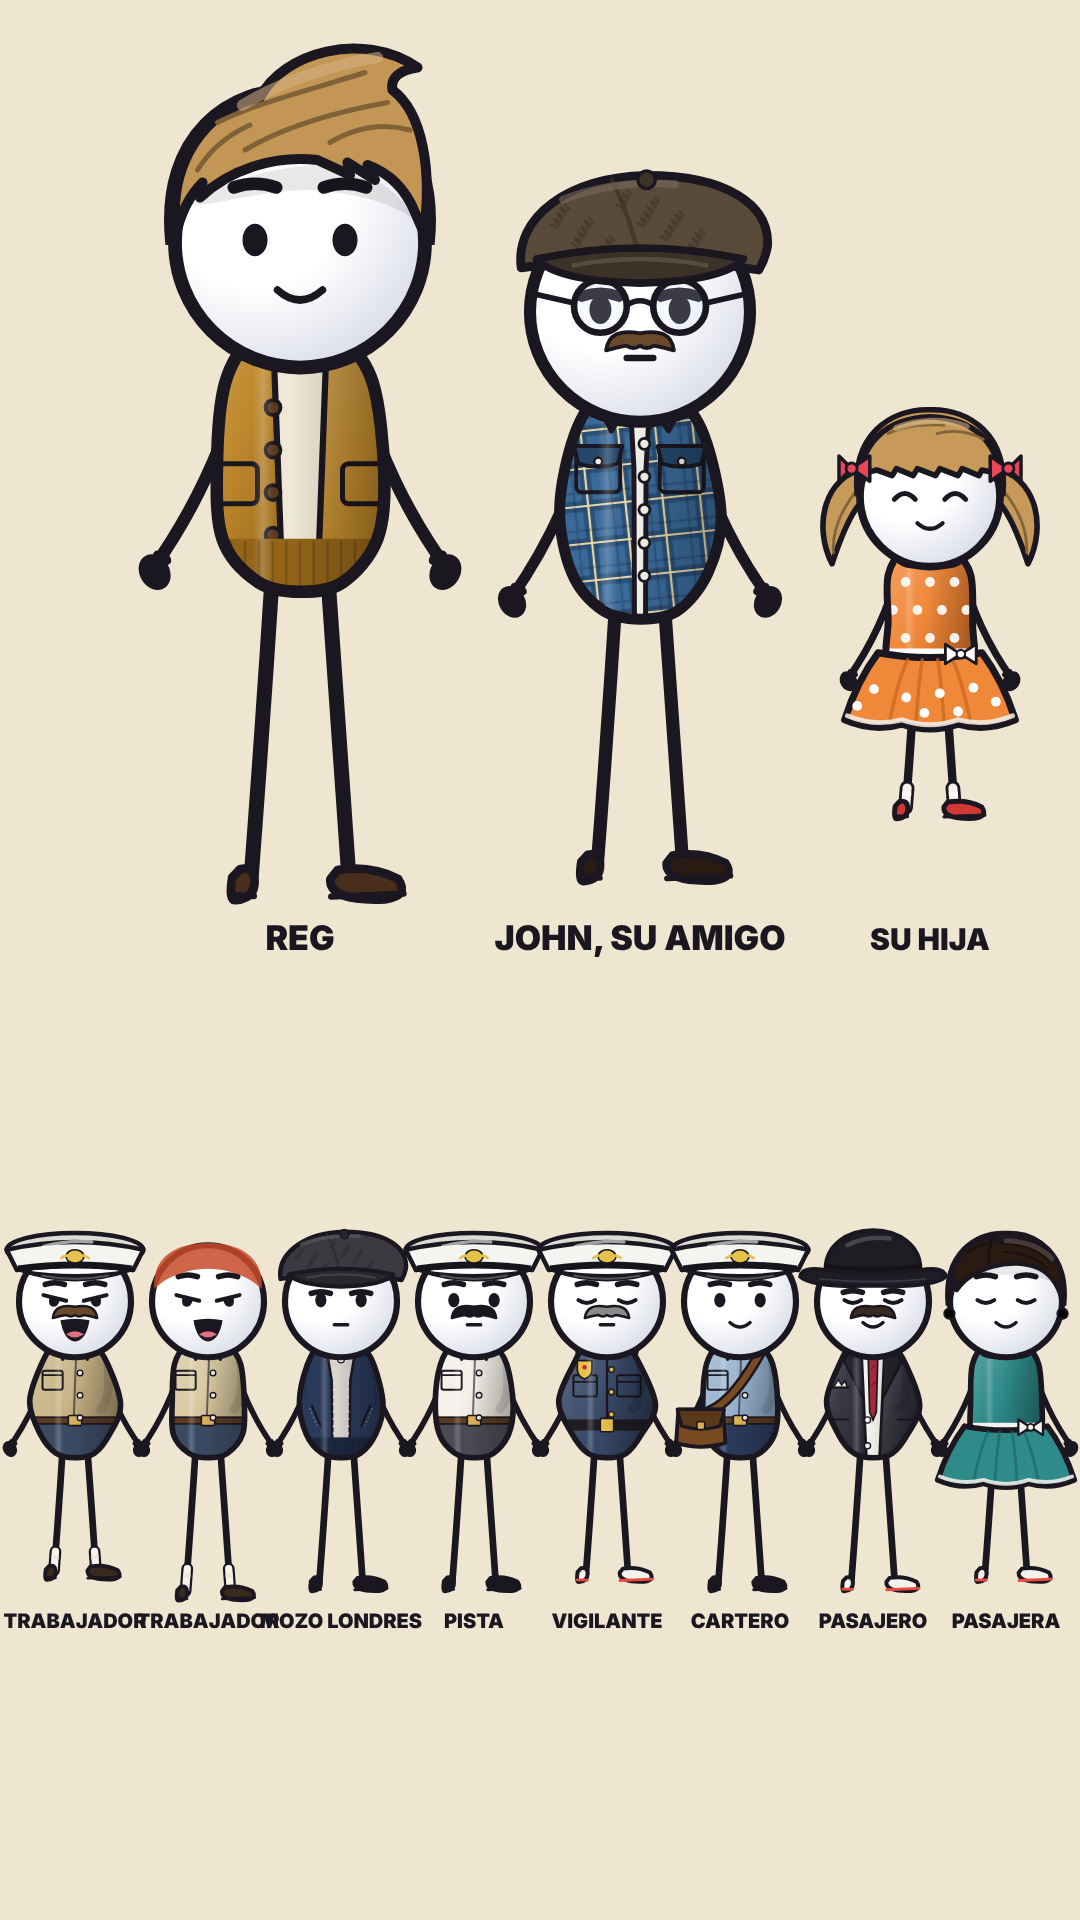 REG
JOHN, SU AMIGO
SU HIJA
TRABAJADOR
TRABAJADOR
MOZO LONDRES
PISTA
VIGILANTE
CARTERO
PASAJERO
PASAJERA